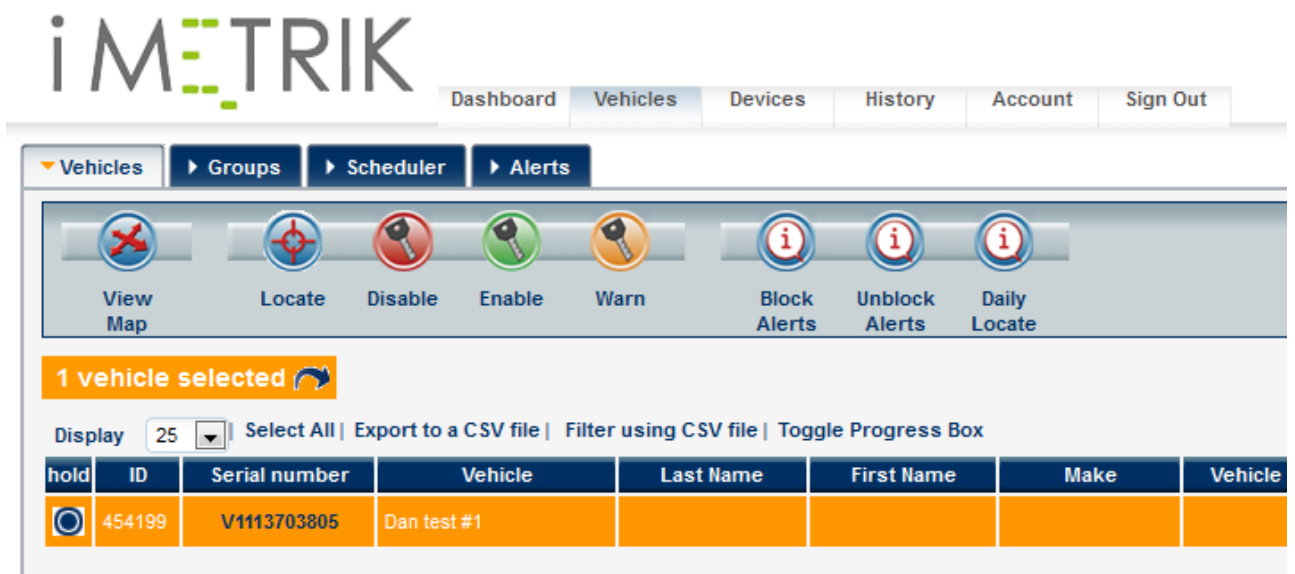 iMETRIK
Dashboard Vehicles Devices History Account Sign Out
Vehicles Groups Scheduler Alerts
View Map Locate Disable Enable Warn Block Alerts Unblock Alerts Daily Locate
1 vehicle selected
Display 25 | Select All | Export to a CSV file | Filter using CSV file | Toggle Progress Box
hold ID Serial number Vehicle Last Name First Name Make Vehicle
454199 V1113703805 Dan test #1